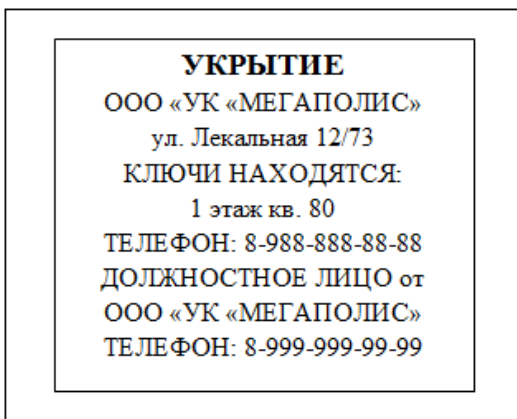 УКРЫТИЕ
ООО «УК «МЕГАПОЛИС»
ул. Лекальная 12/73
КЛЮЧИ НАХОДЯТСЯ:
1 этаж кв. 80
ТЕЛЕФОН: 8-988-888-88-88
ДОЛЖНОСТНОЕ ЛИЦО от
ООО «УК «МЕГАПОЛИС»
ТЕЛЕФОН: 8-999-999-99-99